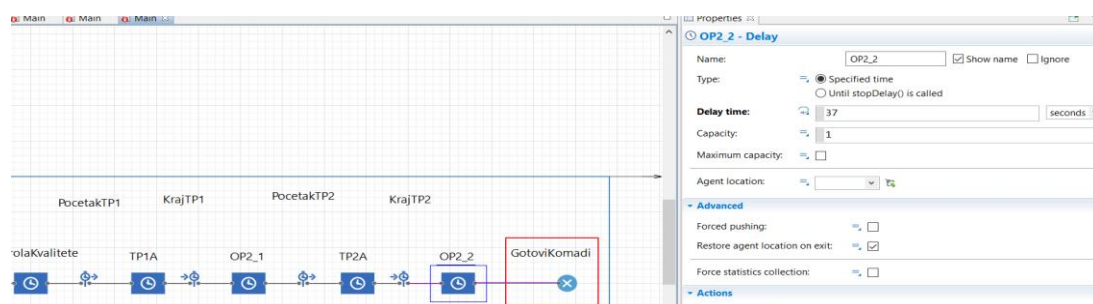 Main Main Main
PocetakTP1 KrajTP1 PocetakTP2 KrajTP2
rolaKvalitete TP1A OP2_1 TP2A OP2_2 GotoviKomadi
Properties
OP2_2 - Delay
Name: OP2_2 Show name Ignore
Type: Specified time
Until stopDelay() is called
Delay time: 37 seconds
Capacity: 1
Maximum capacity:
Agent location:
Advanced
Forced pushing:
Restore agent location on exit:
Force statistics collection:
Actions